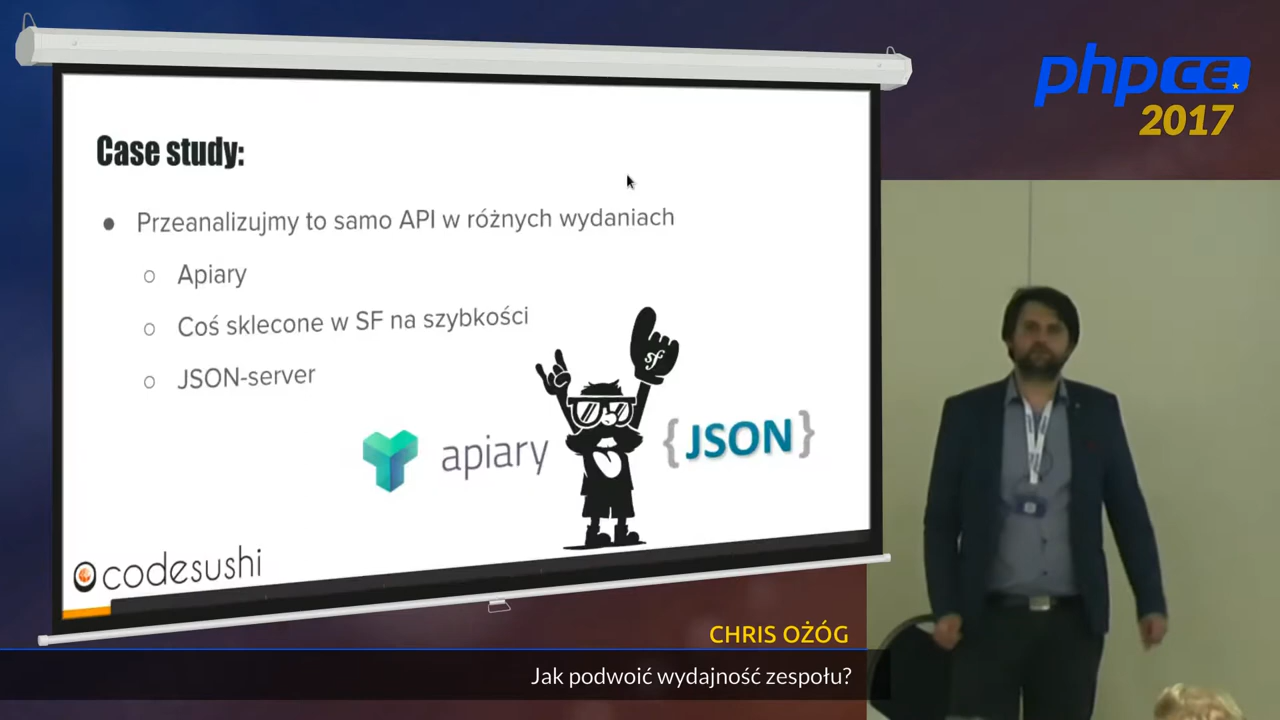 phpCE
2017
Case study:
● Przeanalizujmy to samo API w różnych wydaniach
○ Apiary
○ Coś sklecone w SF na szybkości
○ JSON-server
sf
apiary
{JSON}
codesushi
CHRIS OŻÓG
Jak podwoić wydajność zespołu?